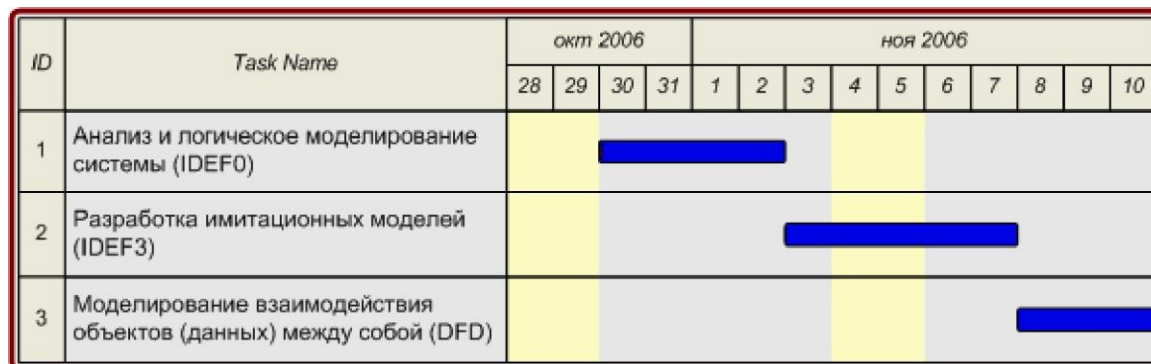 ID Task Name окт 2006 ноя 2006
28 29 30 31 1 2 3 4 5 6 7 8 9 10
1 Анализ и логическое моделирование
системы (IDEF0)
2 Разработка имитационных моделей
(IDEF3)
3 Моделирование взаимодействия
объектов (данных) между собой (DFD)